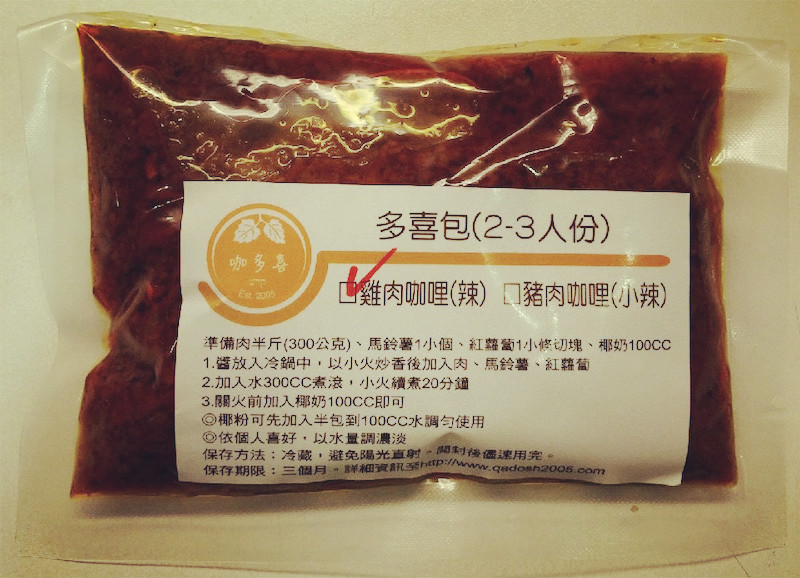 多喜包(2-3人份)
咖多喜
Est. 2005
☑雞肉咖哩(辣) □豬肉咖哩(小辣)
準備肉半斤(300公克)、馬鈴薯1小個、紅蘿蔔1小條切塊、椰奶100CC
1.醬放入冷鍋中，以小火炒香後加入肉、馬鈴薯、紅蘿蔔
2.加入水300CC煮滾，小火續煮20分鐘
3.關火前加入椰奶100CC即可
◎椰粉可先加入半包到100CC水調勻使用
◎依個人喜好，以水量調濃淡
保存方法：冷藏，避免陽光直射。開封後儘速用完。
保存期限：三個月。詳細資訊至http://www.qadosh2005.com